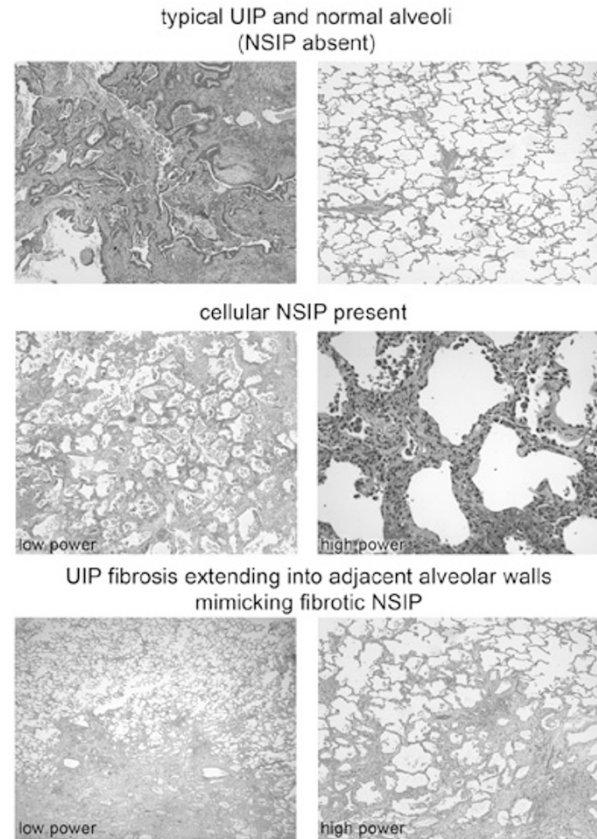 typical UIP and normal alveoli
(NSIP absent)
cellular NSIP present
low power
high power
UIP fibrosis extending into adjacent alveolar walls
mimicking fibrotic NSIP
low power
high power